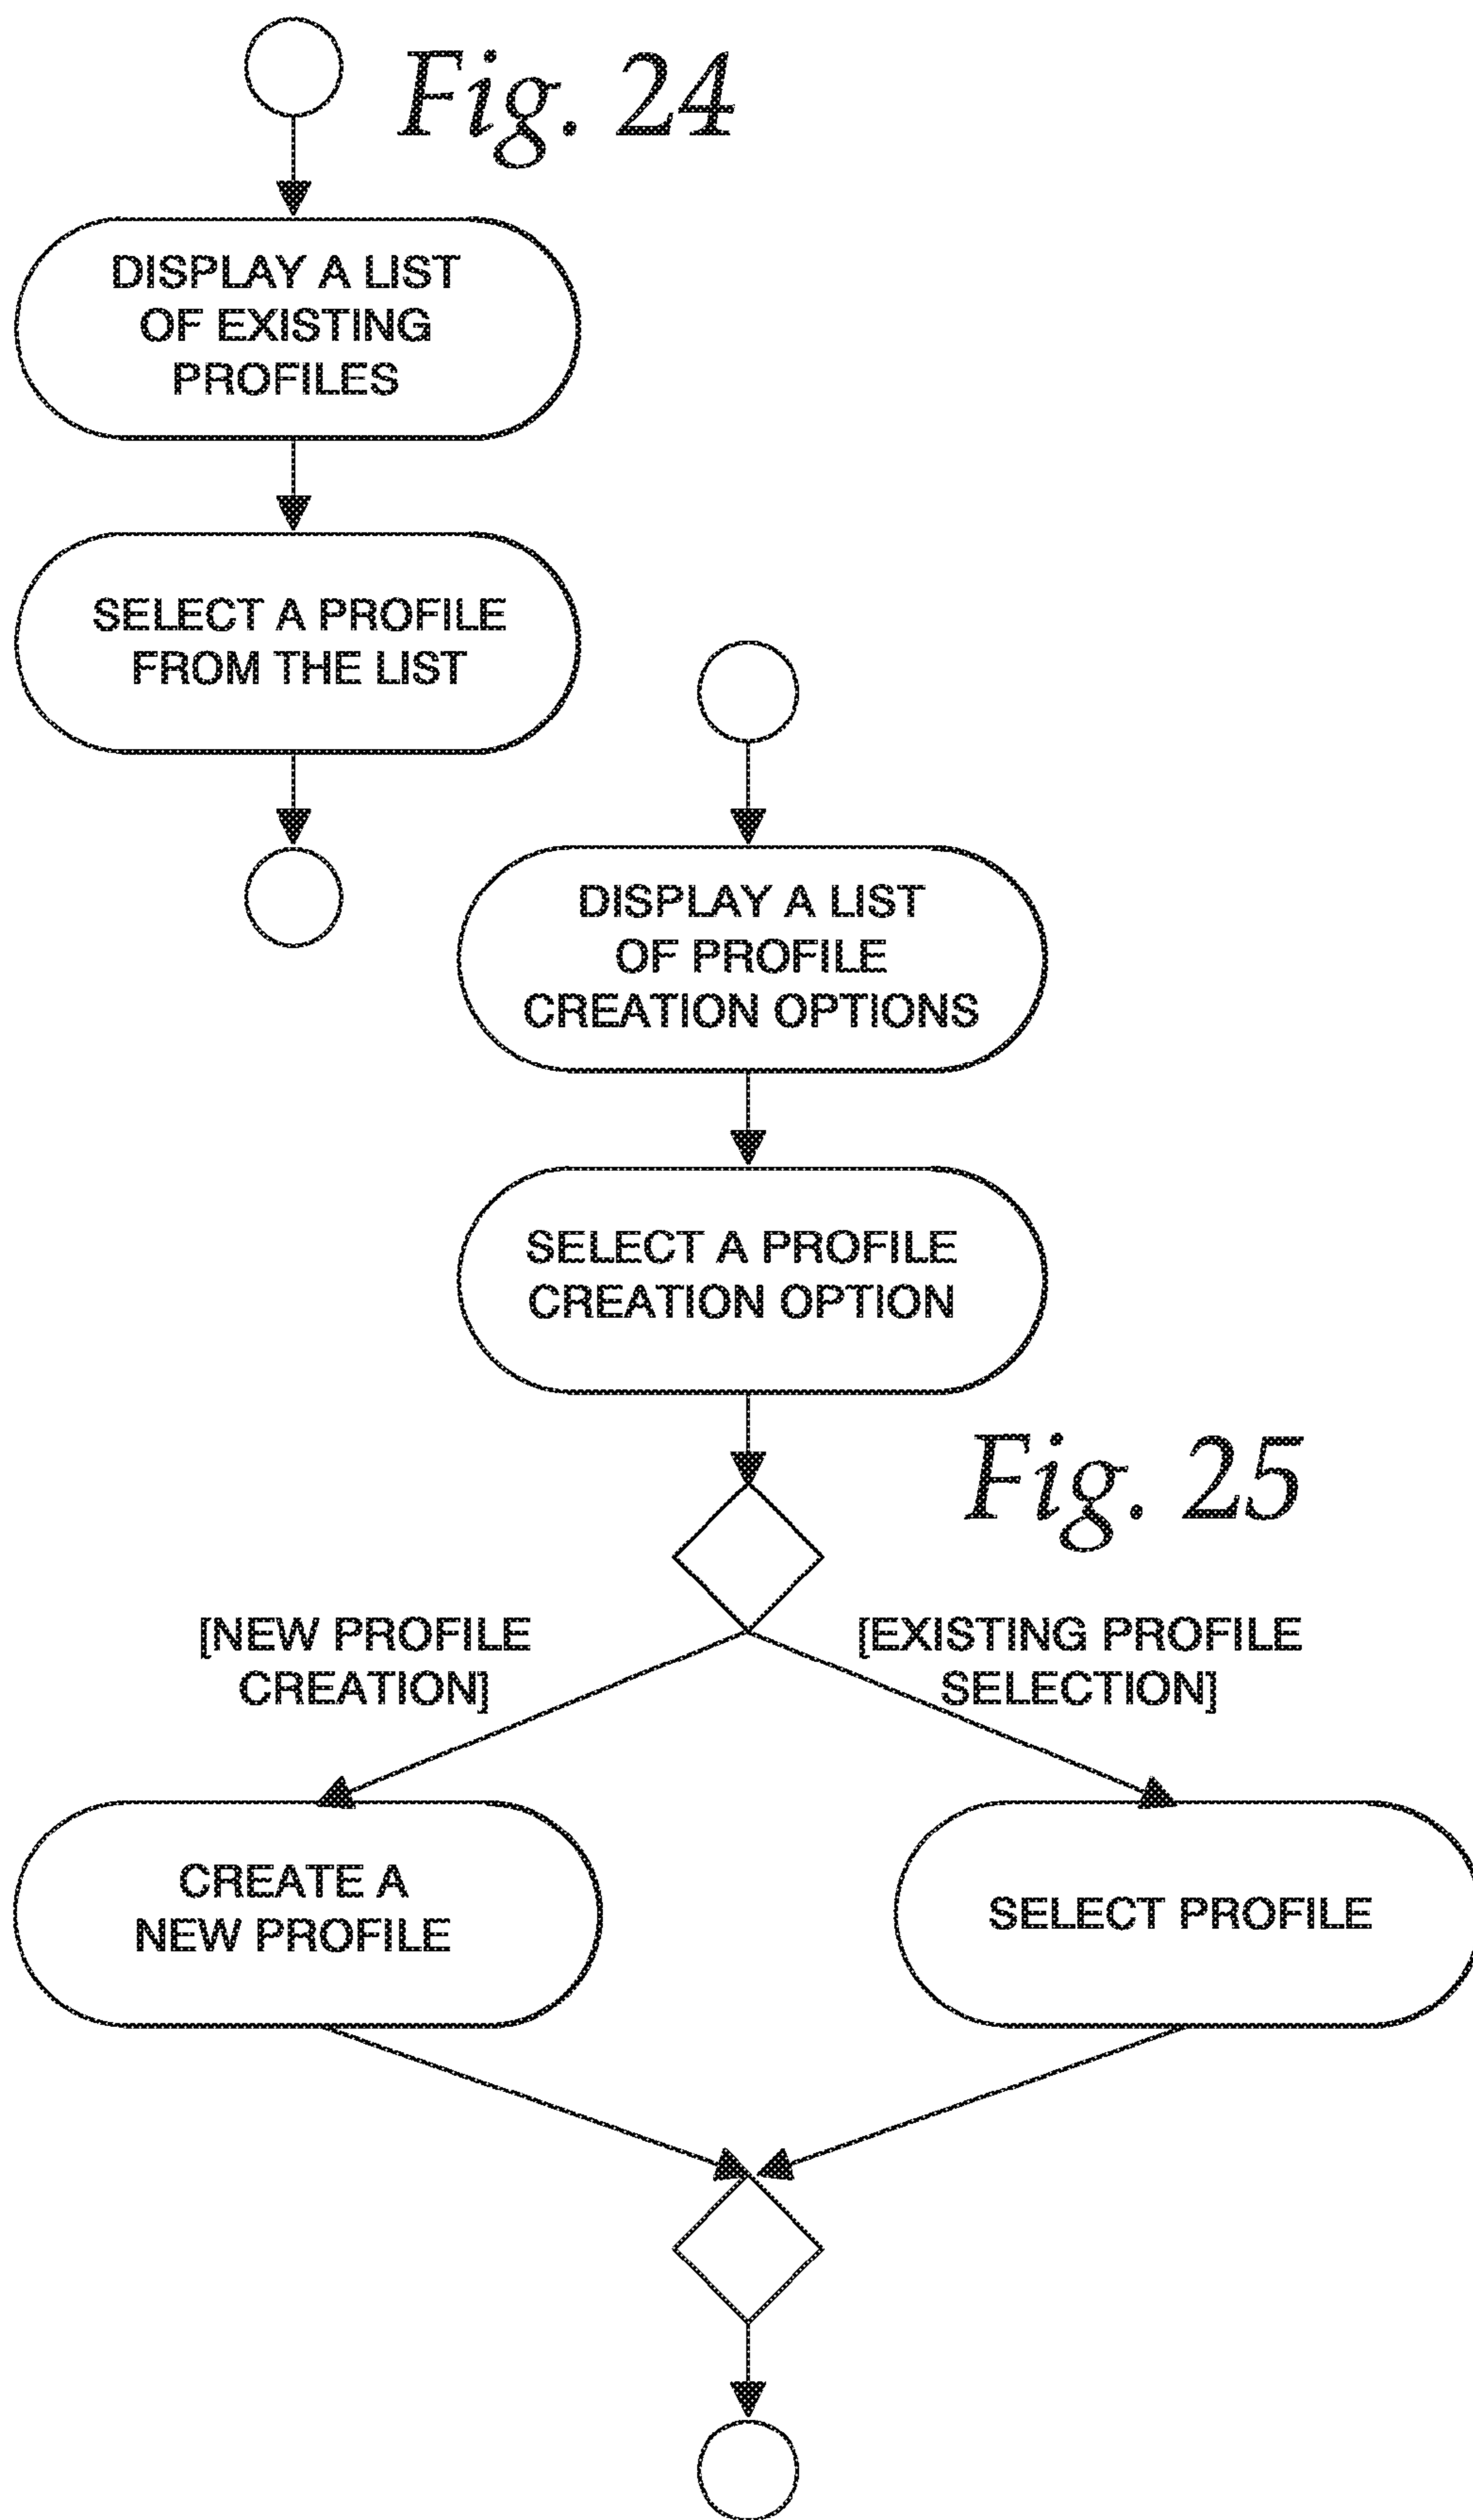 Fig. 24
DISPLAY A LIST
OF EXISTING
PROFILES
SELECT A PROFILE
FROM THE LIST
DISPLAY A LIST
OF PROFILE
CREATION OPTIONS
SELECT A PROFILE
CREATION OPTION
Fig. 25
[NEW PROFILE
CREATION]
[EXISTING PROFILE
SELECTION]
CREATE A
NEW PROFILE
SELECT PROFILE